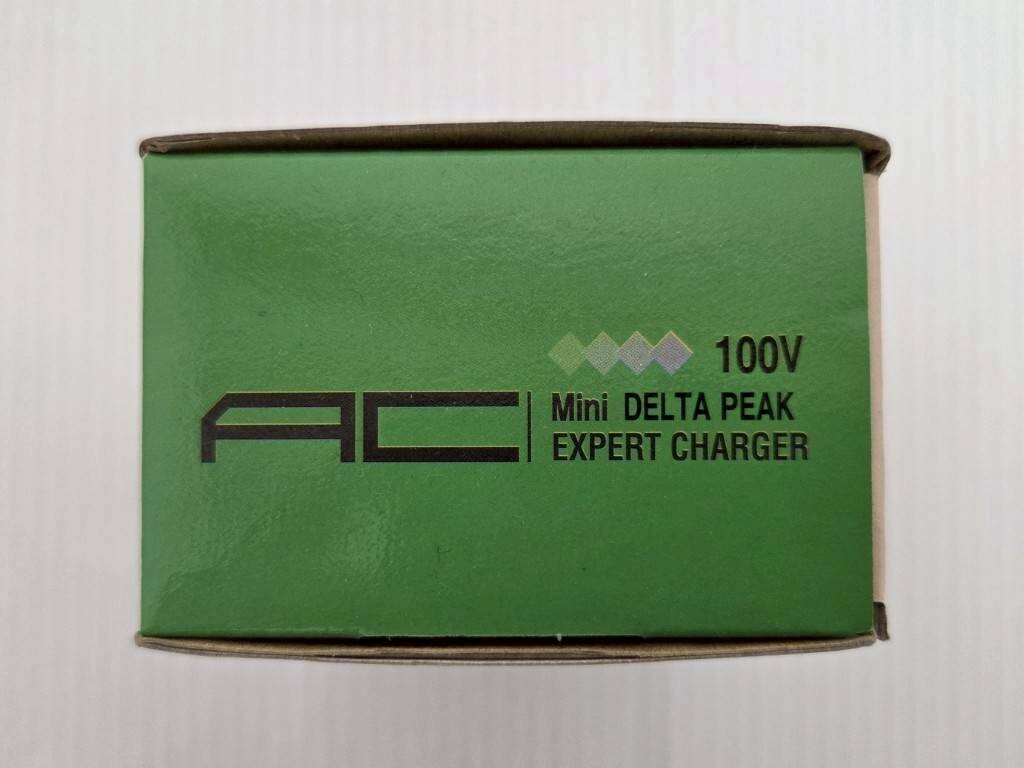 100V
AC Mini DELTA PEAK
EXPERT CHARGER